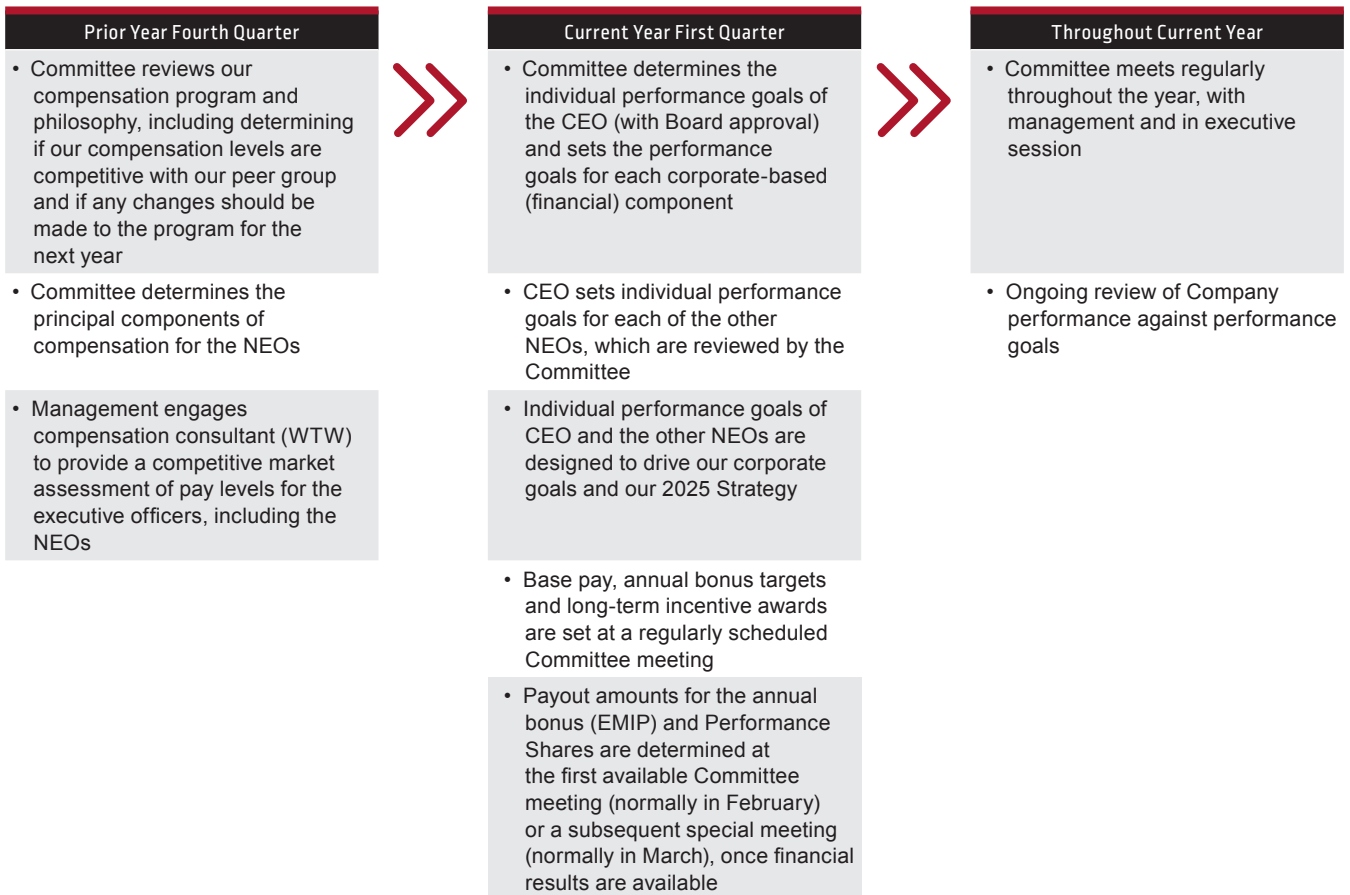 Prior Year Fourth Quarter
• Committee reviews our
compensation program and
philosophy, including determining
if our compensation levels are
competitive with our peer group
and if any changes should be
made to the program for the
next year
• Committee determines the
principal components of
compensation for the NEOs
• Management engages
compensation consultant (WTW)
to provide a competitive market
assessment of pay levels for the
executive officers, including the
NEOs
Current Year First Quarter
• Committee determines the
individual performance goals of
the CEO (with Board approval)
and sets the performance
goals for each corporate-based
(financial) component
• CEO sets individual performance
goals for each of the other
NEOs, which are reviewed by the
Committee
• Individual performance goals of
CEO and the other NEOs are
designed to drive our corporate
goals and our 2025 Strategy
• Base pay, annual bonus targets
and long-term incentive awards
are set at a regularly scheduled
Committee meeting
• Payout amounts for the annual
bonus (EMIP) and Performance
Shares are determined at
the first available Committee
meeting (normally in February)
or a subsequent special meeting
(normally in March), once financial
results are available
Throughout Current Year
• Committee meets regularly
throughout the year, with
management and in executive
session
• Ongoing review of Company
performance against performance
goals